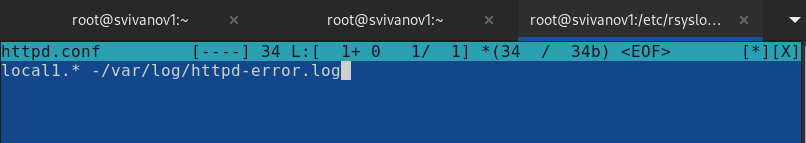 root@svivanov1:~ × root@svivanov1:~ × root@svivanov1:/etc/rsyslo... ×
httpd.conf [----] 34 L:[ 1+ 0 1/ 1] *(34 / 34b) <EOF> [*][X]
local1.* -/var/log/httpd-error.log